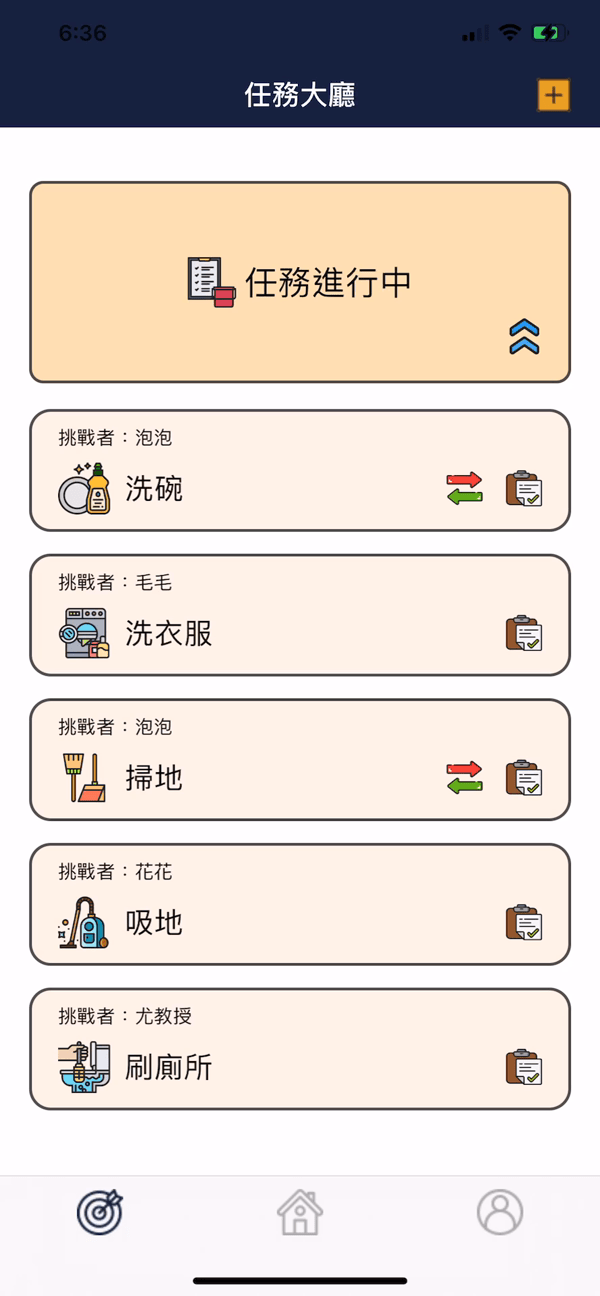 6:36
任務大廳
任務進行中
挑戰者：泡泡
洗碗
挑戰者：毛毛
洗衣服
挑戰者：泡泡
掃地
挑戰者：花花
吸地
挑戰者：尤教授
刷廁所